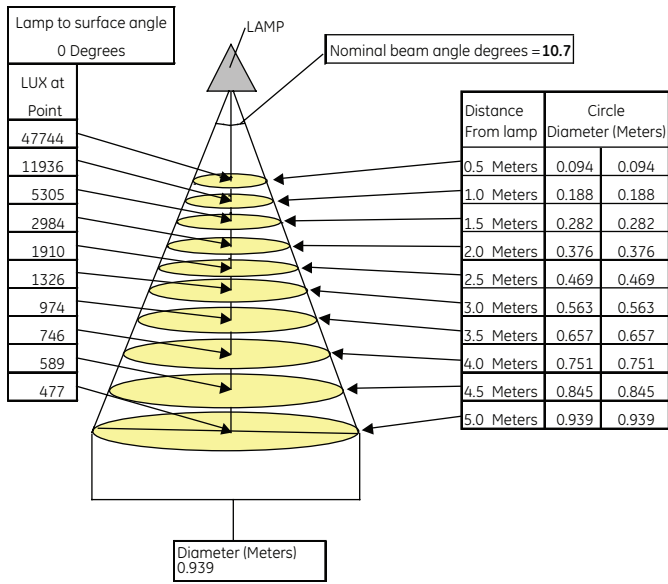 Lamp to surface angle
0 Degrees
LAMP
Nominal beam angle degrees = 10.7
LUX at
Point
47744
11936
5305
2984
1910
1326
974
746
589
477
Distance Circle
From lamp Diameter (Meters)
0.5 Meters 0.094 0.094
1.0 Meters 0.188 0.188
1.5 Meters 0.282 0.282
2.0 Meters 0.376 0.376
2.5 Meters 0.469 0.469
3.0 Meters 0.563 0.563
3.5 Meters 0.657 0.657
4.0 Meters 0.751 0.751
4.5 Meters 0.845 0.845
5.0 Meters 0.939 0.939
Diameter (Meters)
0.939